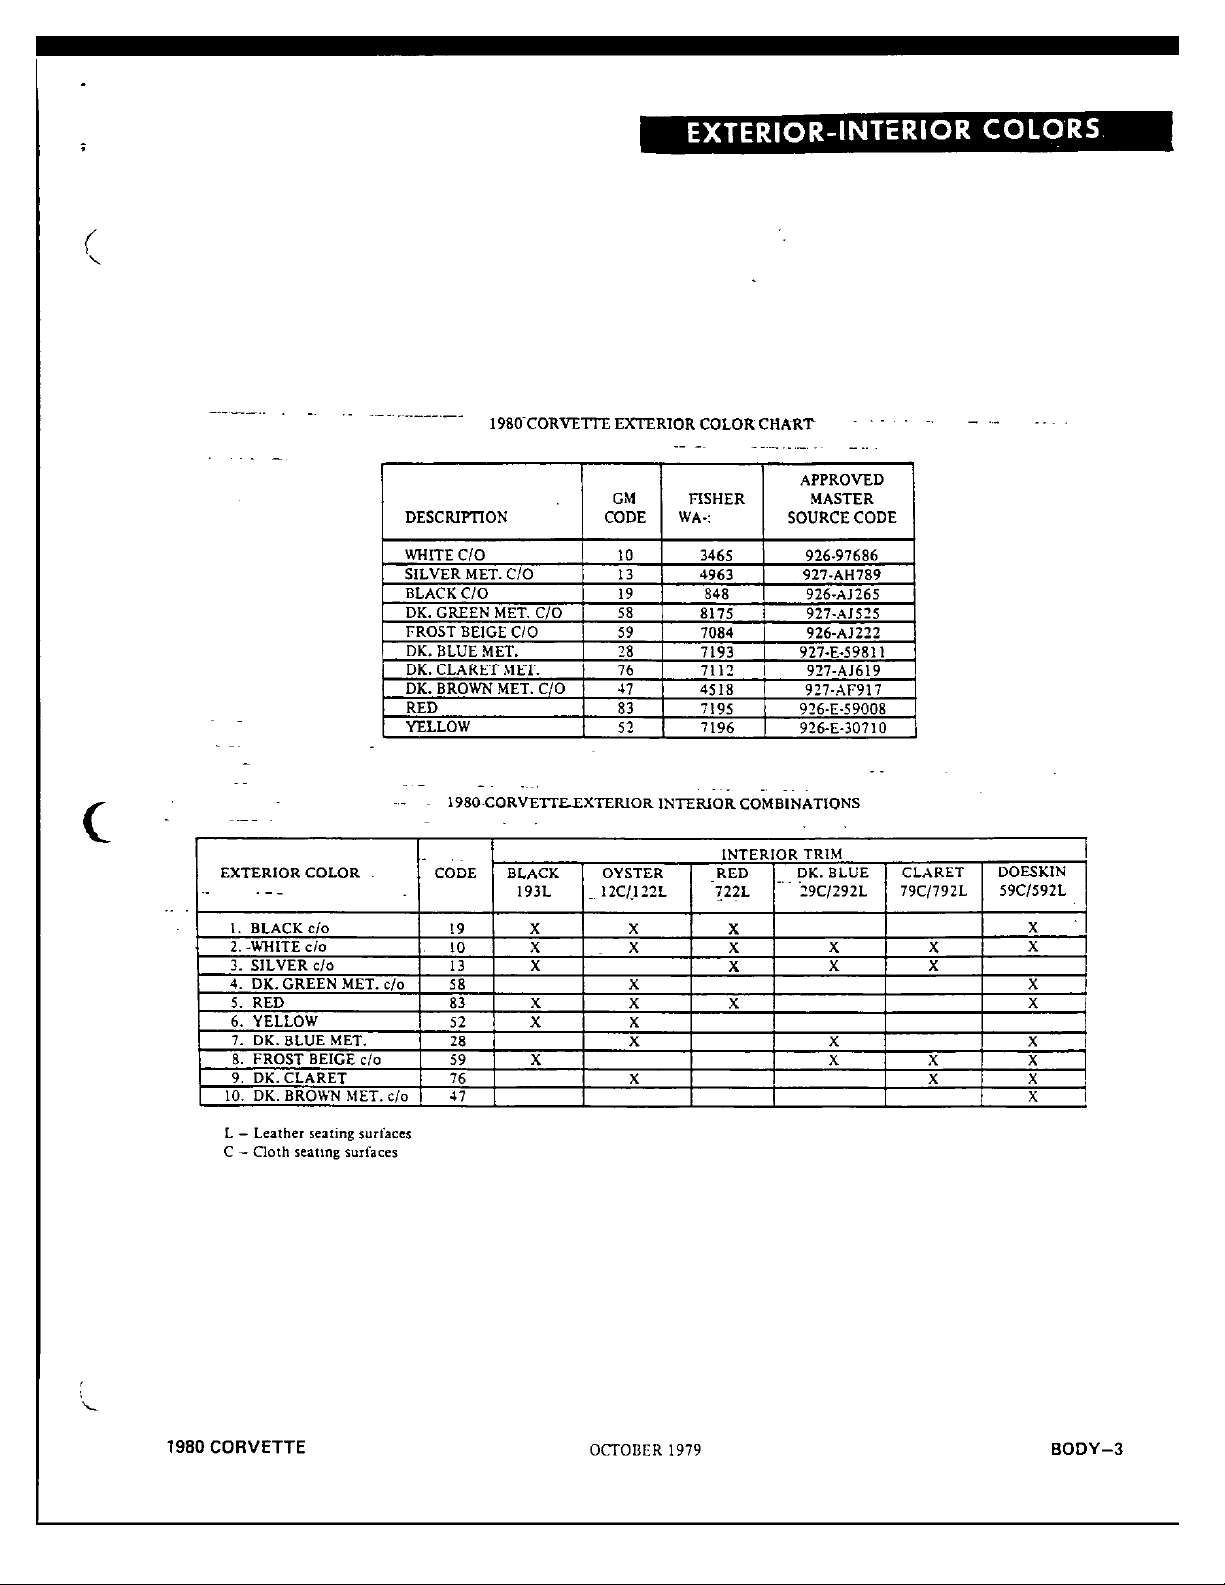 EXTERIOR-INTERIOR COLORS
1980 CORVETTE EXTERIOR COLOR CHART
DESCRIPTION GM CODE FISHER WA-: APPROVED MASTER SOURCE CODE
WHITE C/O 10 3465 926-97686
SILVER MET. C/O 13 4963 927-AH789
BLACK C/O 19 848 926-AJ265
DK. GREEN MET. C/O 58 8175 927-AJ525
FROST BEIGE C/O 59 7084 926-AJ222
DK. BLUE MET. 28 7193 927-E-59811
DK. CLARET MET. 76 7112 927-AJ619
DK. BROWN MET. C/O 47 4518 927-AF917
RED 83 7195 926-E-59008
YELLOW 52 7196 926-E-30710
1980 CORVETTE EXTERIOR INTERIOR COMBINATIONS
INTERIOR TRIM
EXTERIOR COLOR CODE BLACK OYSTER RED DK. BLUE CLARET DOESKIN
193L 12C/122L 722L 29C/292L 79C/792L 59C/592L
1. BLACK c/o 19 X X X X
2. WHITE c/o 10 X X X X X X
3. SILVER c/o 13 X X X X
4. DK. GREEN MET. c/o 58 X X
5. RED 83 X X X X
6. YELLOW 52 X X
7. DK. BLUE MET. 28 X X X
8. FROST BEIGE c/o 59 X X X X
9. DK. CLARET 76 X X X
10. DK. BROWN MET. c/o 47 X
L – Leather seating surfaces
C – Cloth seating surfaces
1980 CORVETTE OCTOBER 1979 BODY–3